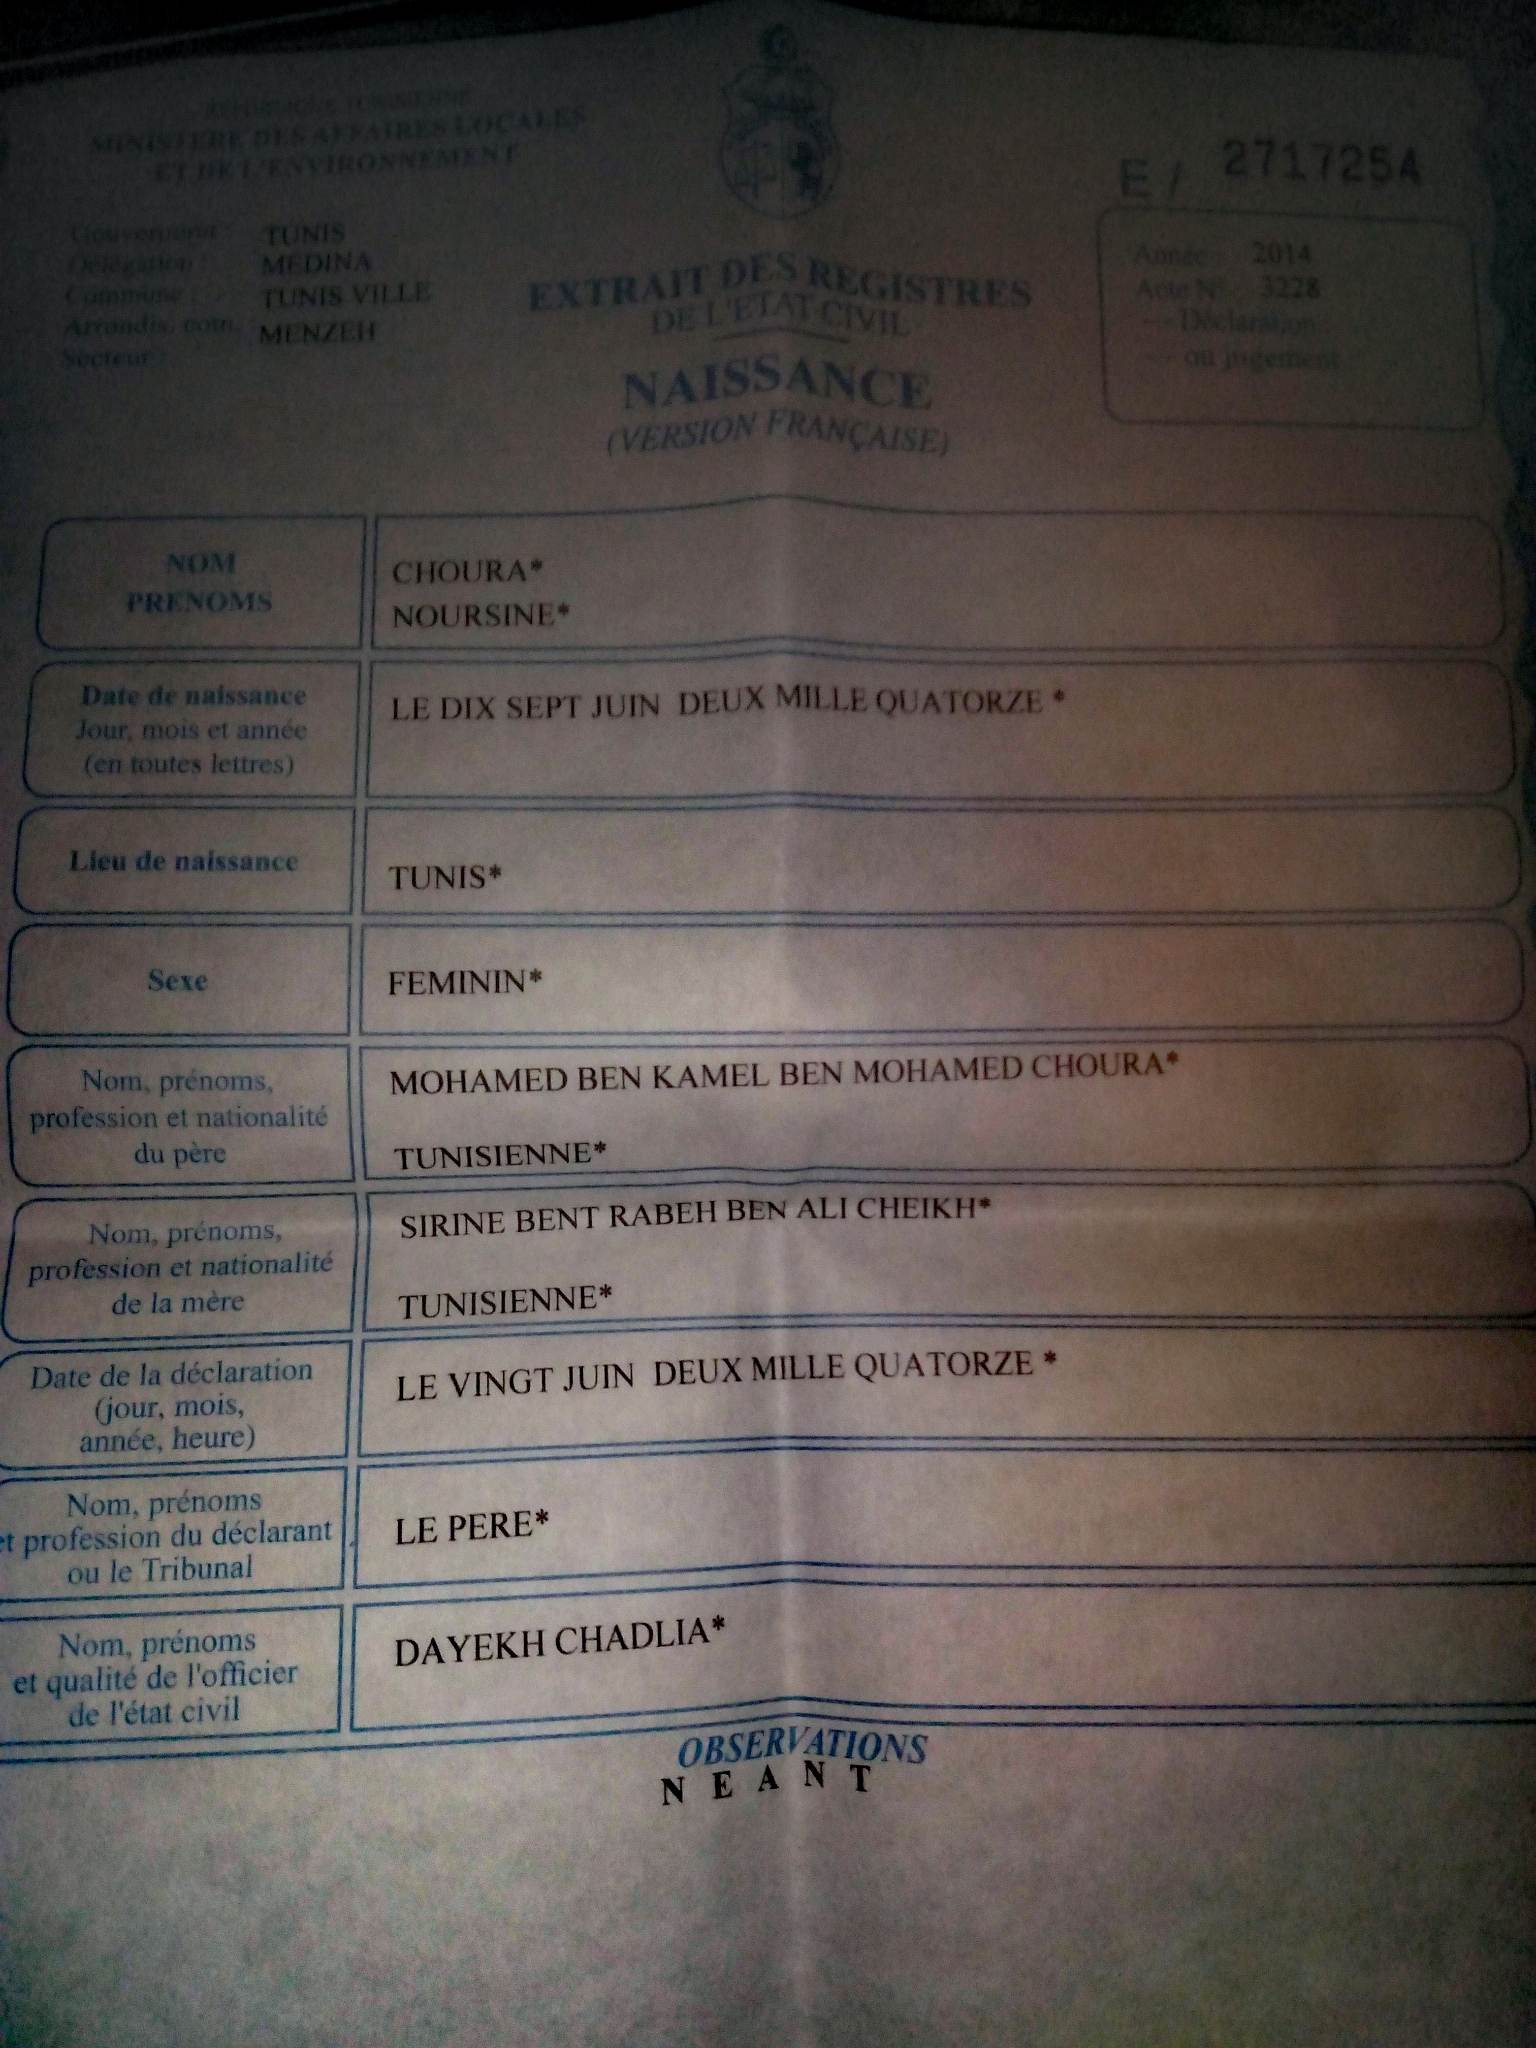 REPUBLIQUE TUNISIENNE
MINISTERE DES AFFAIRES LOCALES
ET DE L'ENVIRONNEMENT
E / 2717254
Gouvernorat : TUNIS
Délégation : MEDINA
Commune : TUNIS VILLE
Arrondis. com. MENZEH
Secteur :
EXTRAIT DES REGISTRES
DE L'ETAT CIVIL
NAISSANCE
(VERSION FRANÇAISE)
Année 2014
Acte N° 3228
— Déclaration
— ou jugement
NOM
PRENOMS
CHOURA*
NOURSINE*
Date de naissance
Jour, mois et année
(en toutes lettres)
LE DIX SEPT JUIN DEUX MILLE QUATORZE *
Lieu de naissance
TUNIS*
Sexe
FEMININ*
Nom, prénoms,
profession et nationalité
du père
MOHAMED BEN KAMEL BEN MOHAMED CHOURA*
TUNISIENNE*
Nom, prénoms,
profession et nationalité
de la mère
SIRINE BENT RABEH BEN ALI CHEIKH*
TUNISIENNE*
Date de la déclaration
(jour, mois,
année, heure)
LE VINGT JUIN DEUX MILLE QUATORZE *
Nom, prénoms
et profession du déclarant
ou le Tribunal
LE PERE*
Nom, prénoms
et qualité de l'officier
de l'état civil
DAYEKH CHADLIA*
OBSERVATIONS
N E A N T